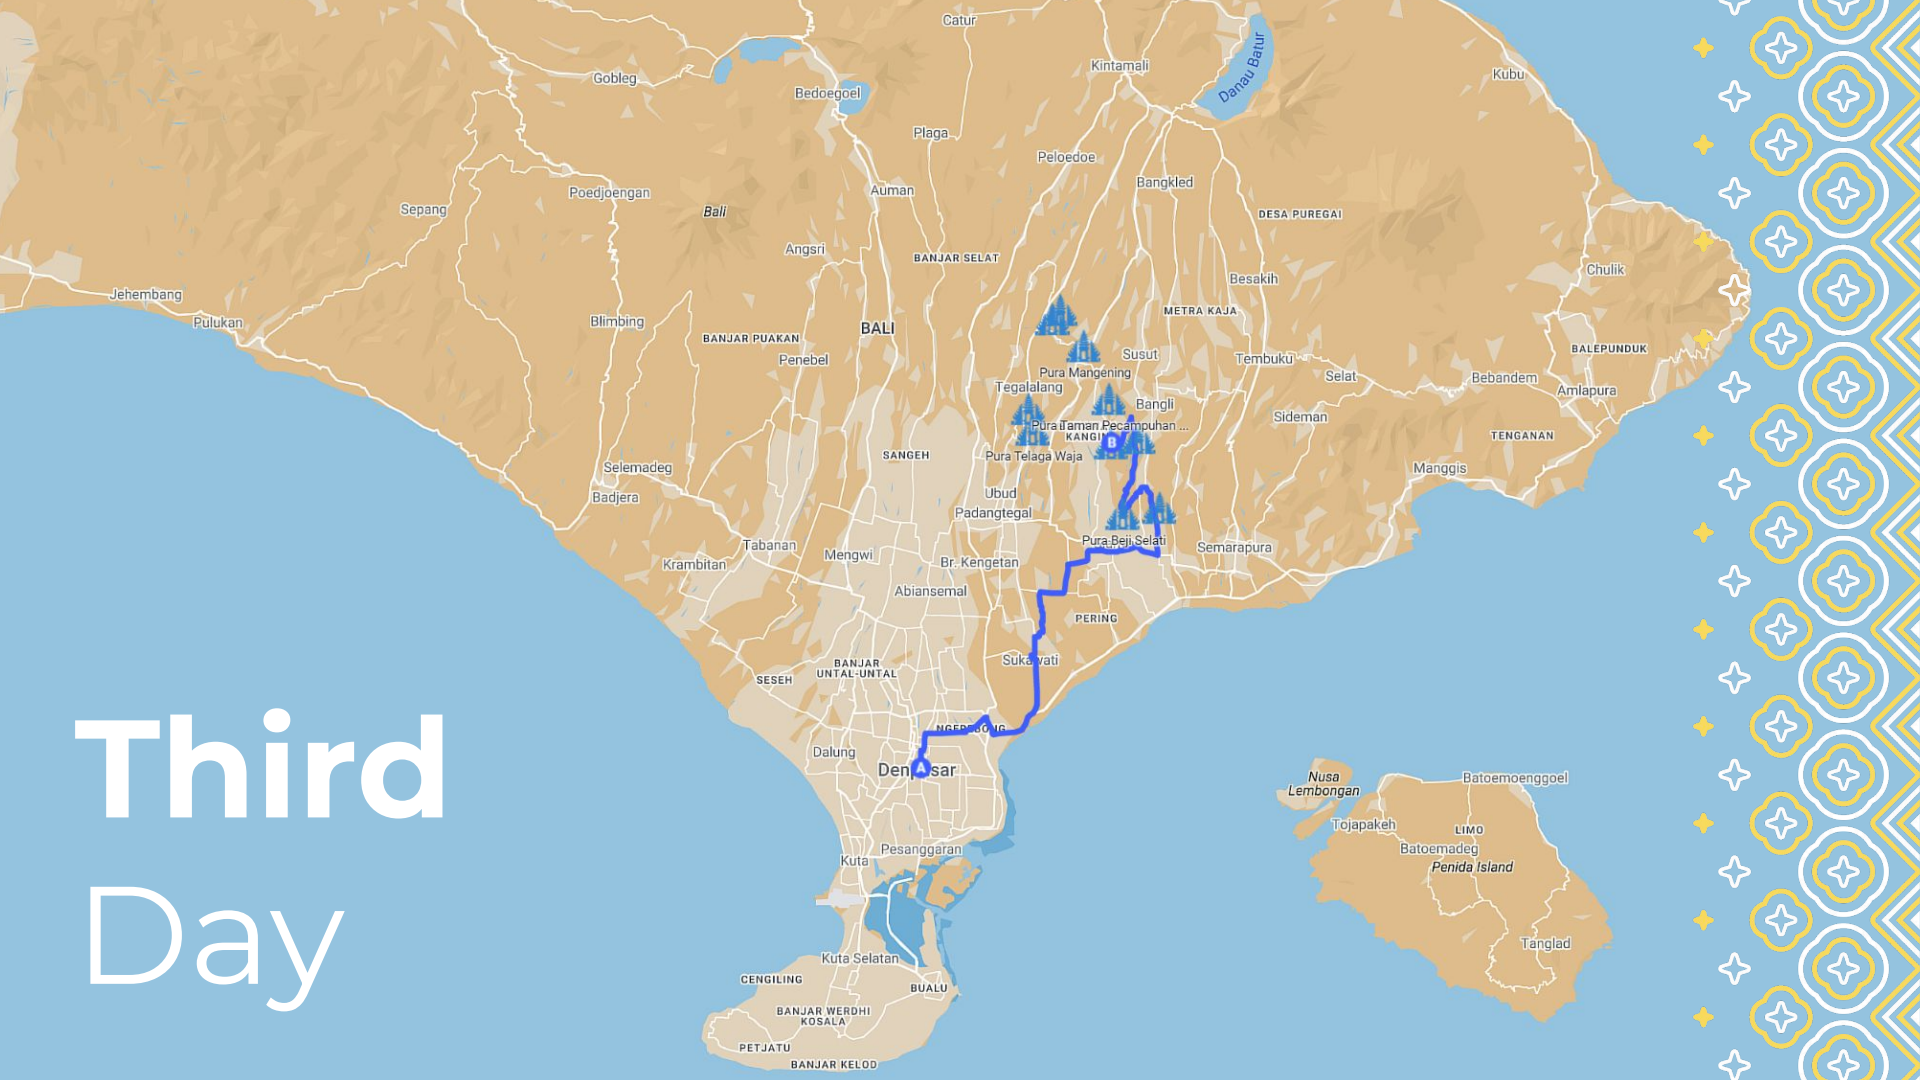 Catur
Kintamali
Danau Batur
Kubu
Gobleg
Bedoegoel
Plaga
Peloedoe
Bangkled
Auman
Poedjoengan
Sepang
Bali
DESA PUREGAI
Angsri
BANJAR SELAT
Chulik
Besakih
Jehembang
Pulukan
Blimbing
METRA KAJA
BALI
BANJAR PUAKAN
Penebel
Susut
Tembuku
BALEPUNDUK
Pura Mangening
Tegalalang
Selat
Bebandem
Amlapura
Bangli
Sideman
Taman Pecampuhan ...
B
TENGANAN
SANGEH
Pura Telaga Waja
Selemadeg
Manggis
Badjera
Ubud
Padangtegal
Pura Beji Selati
Semarapura
Tabanan
Mengwi
Krambitan
Br. Kengetan
Abiansemal
PERING
Sukawati
BANJAR
UNTAL-UNTAL
SESEH
Dalung
Denpasar
A
Third
Day
Nusa
Lembongan
Batoemoenggoel
Tojapakeh
LIMO
Batoemadeg
Penida Island
Tanglad
Kuta
Pesanggaran
Kuta Selatan
CENGILING
BUALU
BANJAR WERDHI
KOSALA
PETJATU
BANJAR KELOD